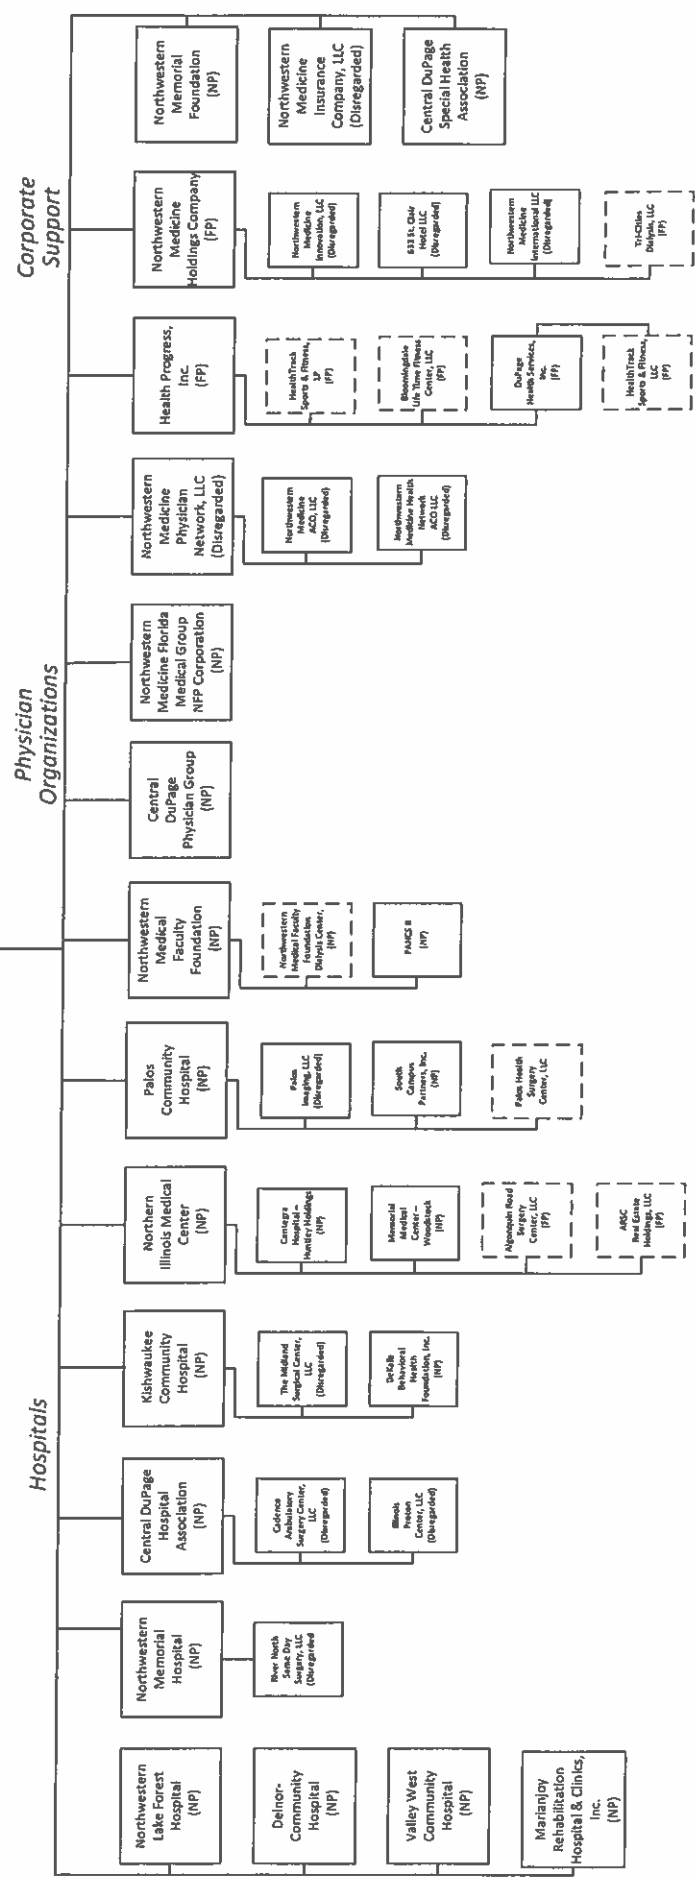 Hospitals
Physician
Organizations
Corporate
Support
Northwestern
Lake Forest
Hospital
(NP)
Delnor-
Community
Hospital
(NP)
Valley West
Community
Hospital
(NP)
Marianjoy
Rehabilitation
Hospital & Clinics,
Inc.
(NP)
Northwestern
Memorial
Hospital
(NP)
River North
Same Day
Surgery, LLC
(Disregarded)
Central DuPage
Hospital
Association
(NP)
Cadence
Ambulatory
Surgery Center,
LLC
(Disregarded)
Illinois
Proton
Center, LLC
(Disregarded)
Kishwaukee
Community
Hospital
(NP)
The Midland
Surgical Center,
LLC
(Disregarded)
DeKalb
Behavioral
Health
Foundation, Inc.
(NP)
Northern
Illinois Medical
Center
(NP)
Centegra
Hospital –
Huntley Holdings
(NP)
Memorial
Medical
Center –
Woodstock
(NP)
Algonquin Road
Surgery
Center, LLC
(FP)
ARSC
Real Estate
Holdings, LLC
(FP)
Palos
Community
Hospital
(NP)
Palos
Imaging, LLC
(Disregarded)
South
Campus
Partners, Inc.
(NP)
Palos Health
Surgery
Center, LLC
Northwestern
Medical
Faculty
Foundation
(NP)
Northwestern
Medical Faculty
Foundation
Dialysis Center,
(NP)
PAHCS II
(NP)
Central
DuPage
Physician Group
(NP)
Northwestern
Medicine Florida
Medical Group
NFP Corporation
(NP)
Northwestern
Medicine
Physician
Network, LLC
(Disregarded)
Northwestern
Medicine
ACO, LLC
(Disregarded)
Northwestern
Medicine Health
Network
ACO LLC
(Disregarded)
Health Progress,
Inc.
(FP)
HealthTrack
Sports & Fitness,
LP
(FP)
Bloomingdale
Life Time Fitness
Center, LLC
(FP)
DuPage
Health Services,
Inc.
(FP)
HealthTrack
Sports & Fitness,
LLC
(FP)
Northwestern
Medicine
Holdings Company
(FP)
Northwestern
Medicine
Innovation, LLC
(Disregarded)
633 St. Clair
Hotel LLC
(Disregarded)
Northwestern
Medicine
International LLC
(Disregarded)
Tri-Cities
Dialysis, LLC
(FP)
Northwestern
Memorial
Foundation
(NP)
Northwestern
Medicine
Insurance
Company, LLC
(Disregarded)
Central DuPage
Special Health
Association
(NP)